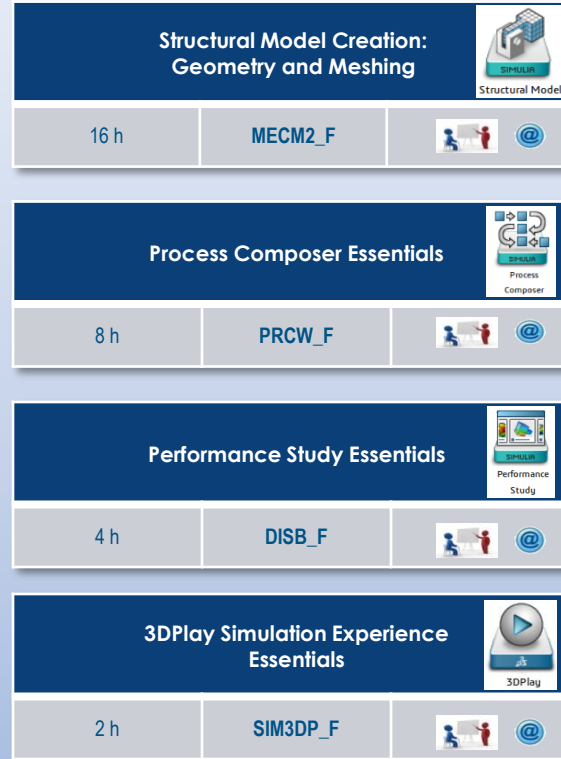 Structural Model Creation:
Geometry and Meshing
SIMULIA
Structural Model
16 h
MECM2_F
@
Process Composer Essentials
SIMULIA
Process
Composer
8 h
PRCW_F
@
Performance Study Essentials
SIMULIA
Performance
Study
4 h
DISB_F
@
3DPlay Simulation Experience
Essentials
3DPlay
2 h
SIM3DP_F
@